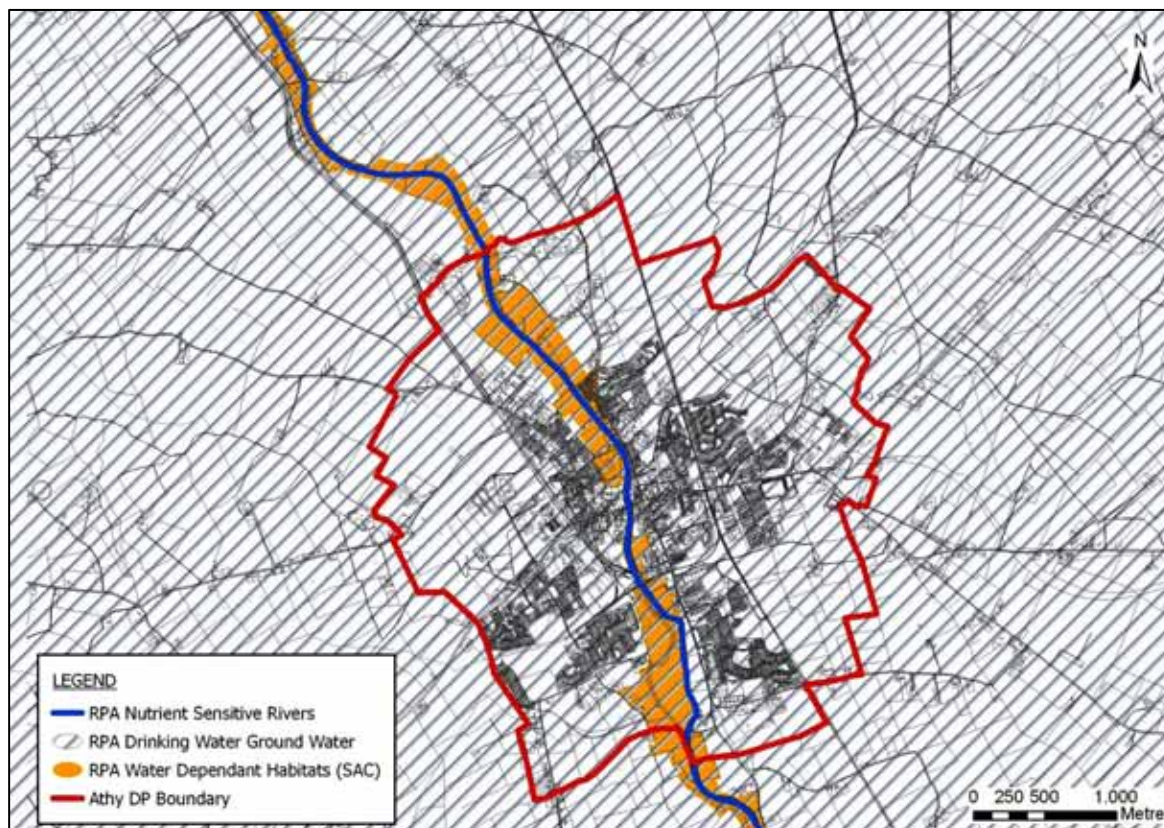 N
LEGEND
RPA Nutrient Sensitive Rivers
RPA Drinking Water Ground Water
RPA Water Dependant Habitats (SAC)
Athy DP Boundary
0 250 500 1,000
Metre